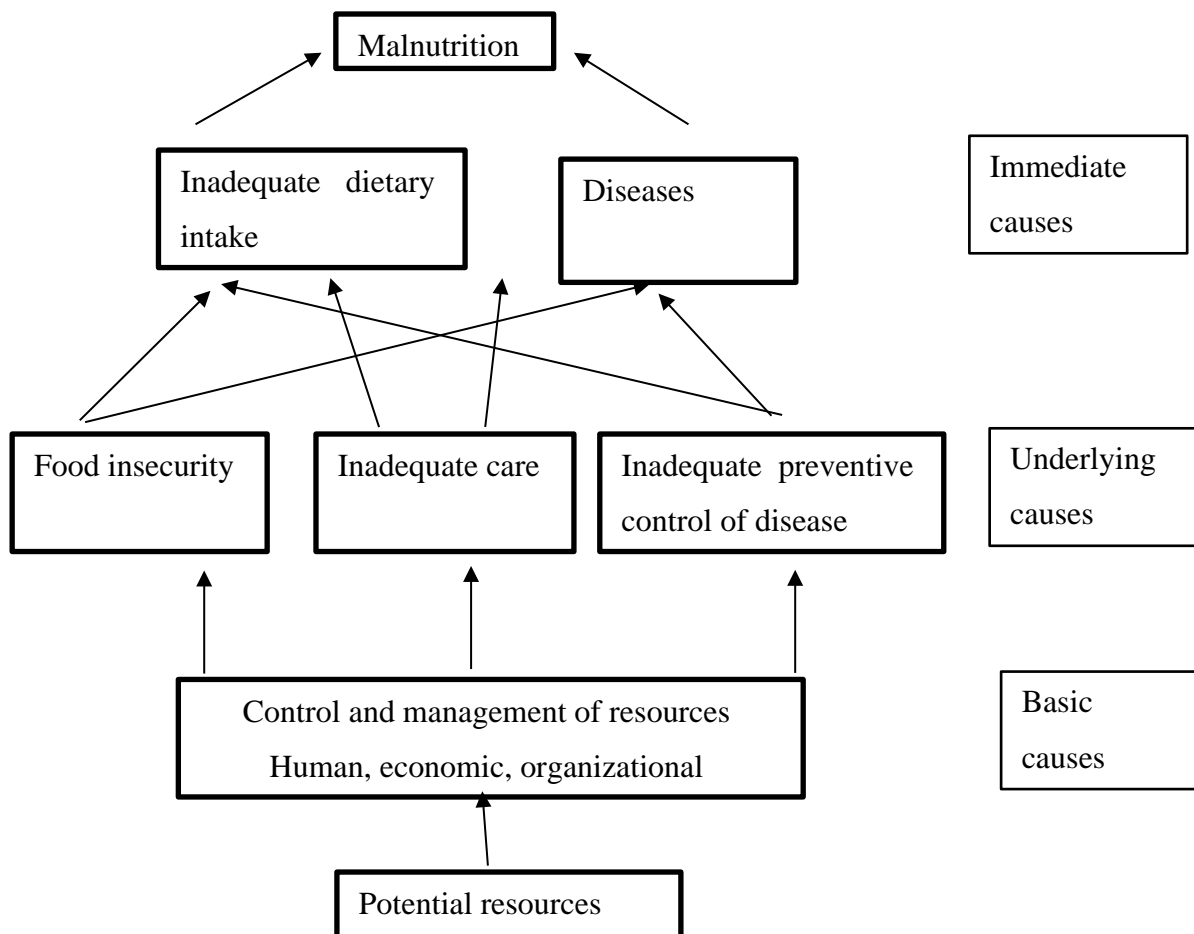 Malnutrition
Inadequate dietary
intake
Diseases
Immediate
causes
Food insecurity
Inadequate care
Inadequate preventive
control of disease
Underlying
causes
Control and management of resources
Human, economic, organizational
Basic
causes
Potential resources